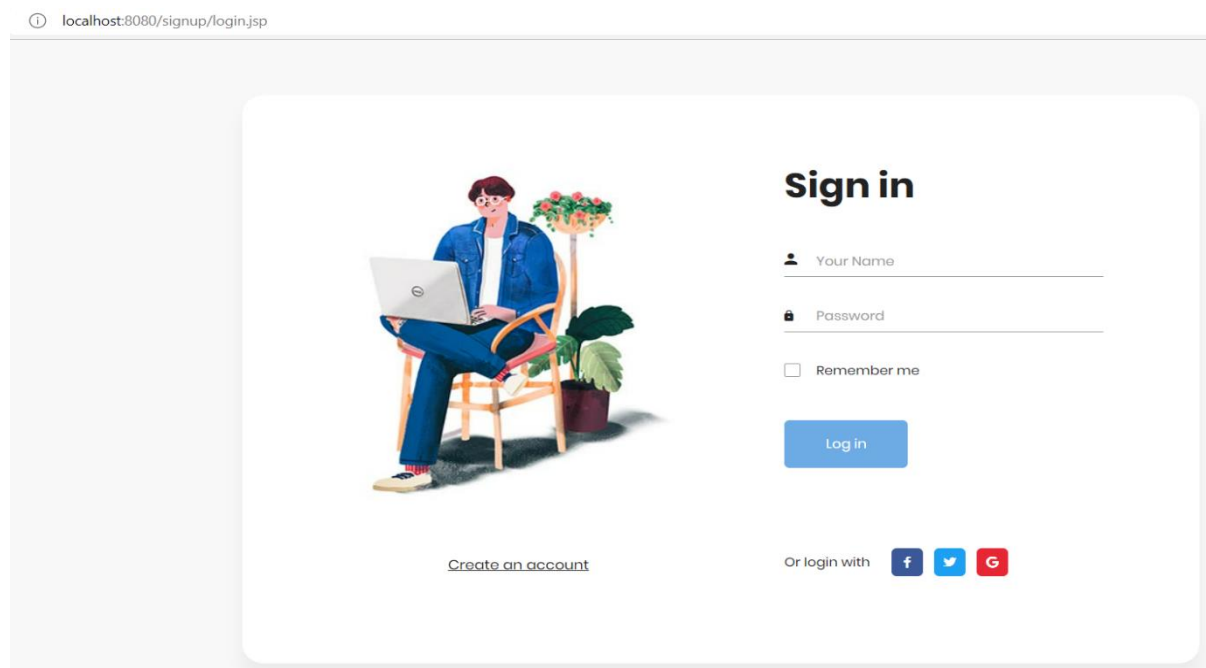 localhost:8080/signup/login.jsp
Sign in
Your Name
Password
Remember me
Log in
Create an account
Or login with
f
G